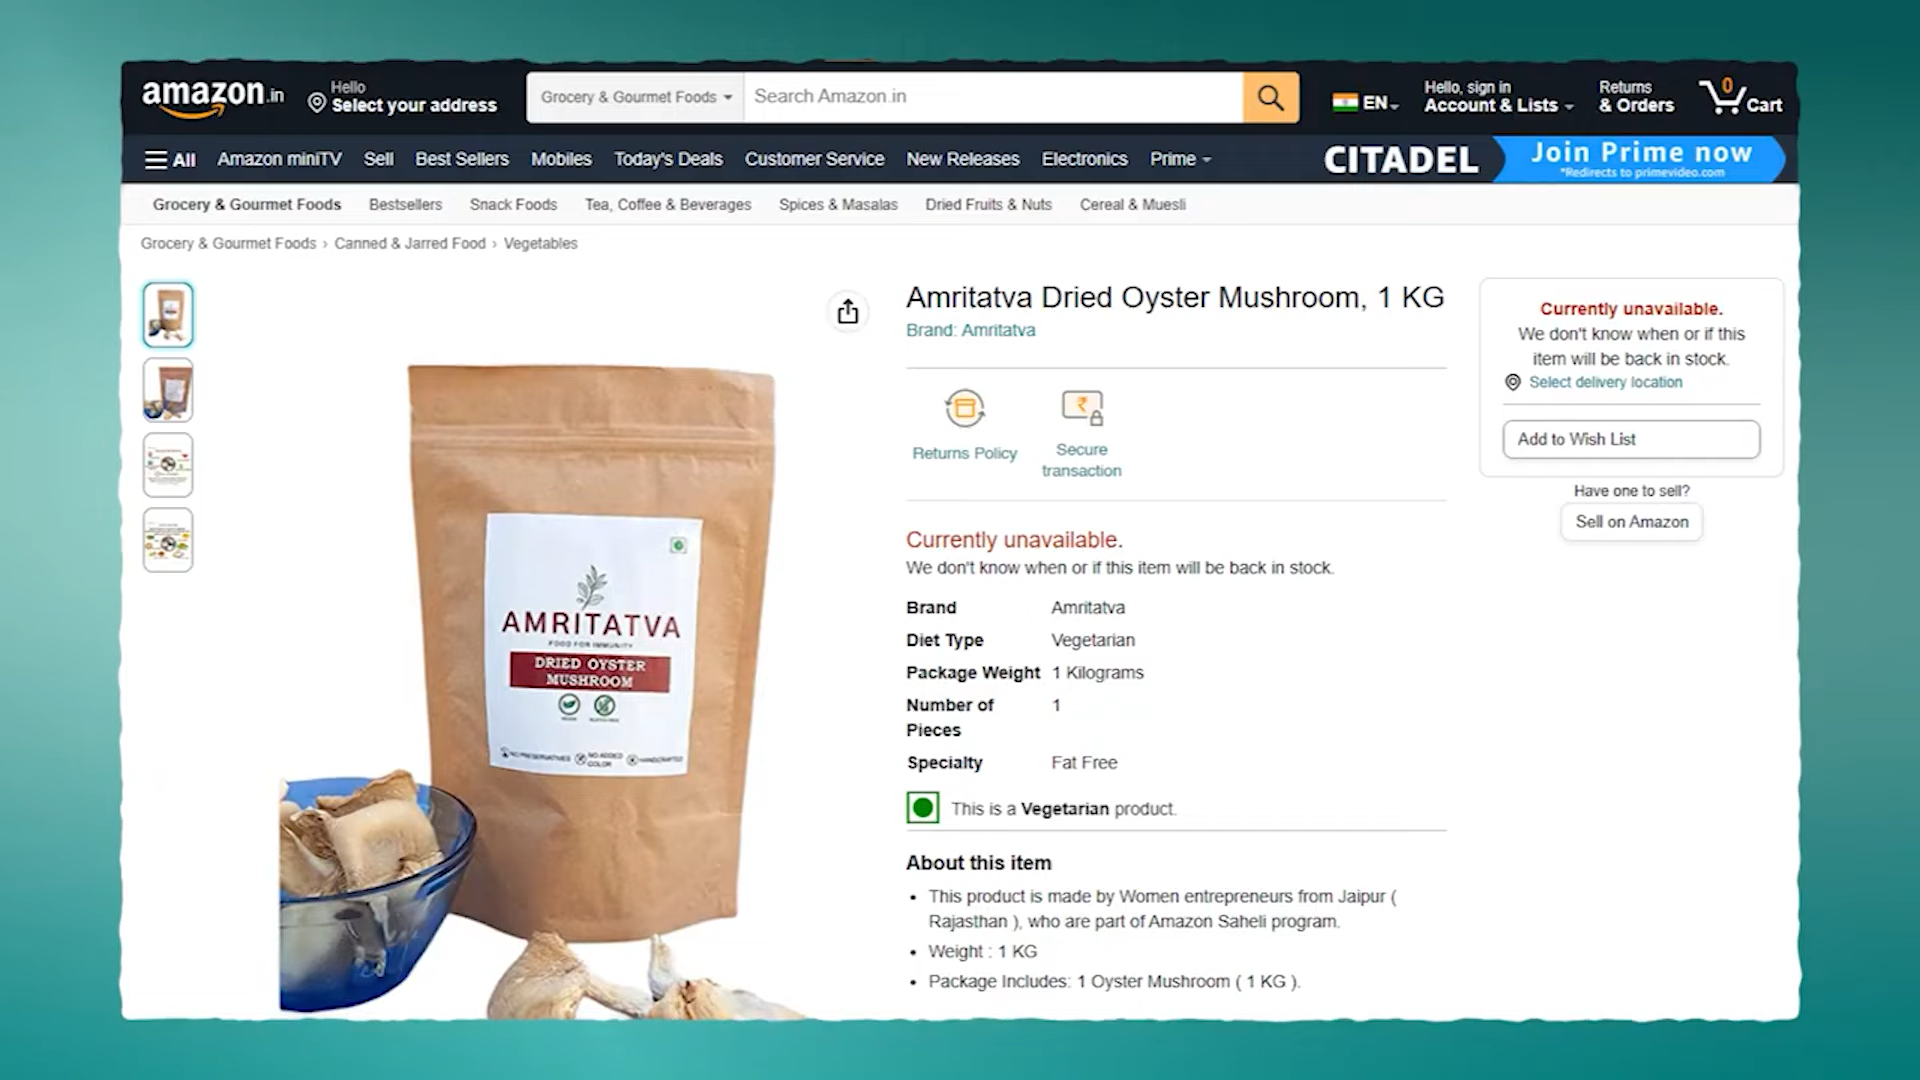 amazon.in
Hello
Select your address
Grocery & Gourmet Foods
Search Amazon.in
EN
Hello, sign in
Account & Lists
Returns
& Orders
0
Cart
All
Amazon miniTV
Sell
Best Sellers
Mobiles
Today's Deals
Customer Service
New Releases
Electronics
Prime
CITADEL
Join Prime now
*Redirects to primevideo.com
Grocery & Gourmet Foods
Bestsellers
Snack Foods
Tea, Coffee & Beverages
Spices & Masalas
Dried Fruits & Nuts
Cereal & Muesli
Grocery & Gourmet Foods › Canned & Jarred Food › Vegetables
AMRITATVA
FOOD FOR IMMUNITY
DRIED OYSTER
MUSHROOM
NO PRESERVATIVES
NO ADDED
COLOR
HANDCRAFTED
Amritatva Dried Oyster Mushroom, 1 KG
Brand: Amritatva
Returns Policy
Secure
transaction
Currently unavailable.
We don't know when or if this item will be back in stock.
Brand Amritatva
Diet Type Vegetarian
Package Weight 1 Kilograms
Number of 1
Pieces
Specialty Fat Free
This is a Vegetarian product.
About this item
• This product is made by Women entrepreneurs from Jaipur (
Rajasthan ), who are part of Amazon Saheli program.
• Weight : 1 KG
• Package Includes: 1 Oyster Mushroom ( 1 KG ).
Currently unavailable.
We don't know when or if this
item will be back in stock.
Select delivery location
Add to Wish List
Have one to sell?
Sell on Amazon